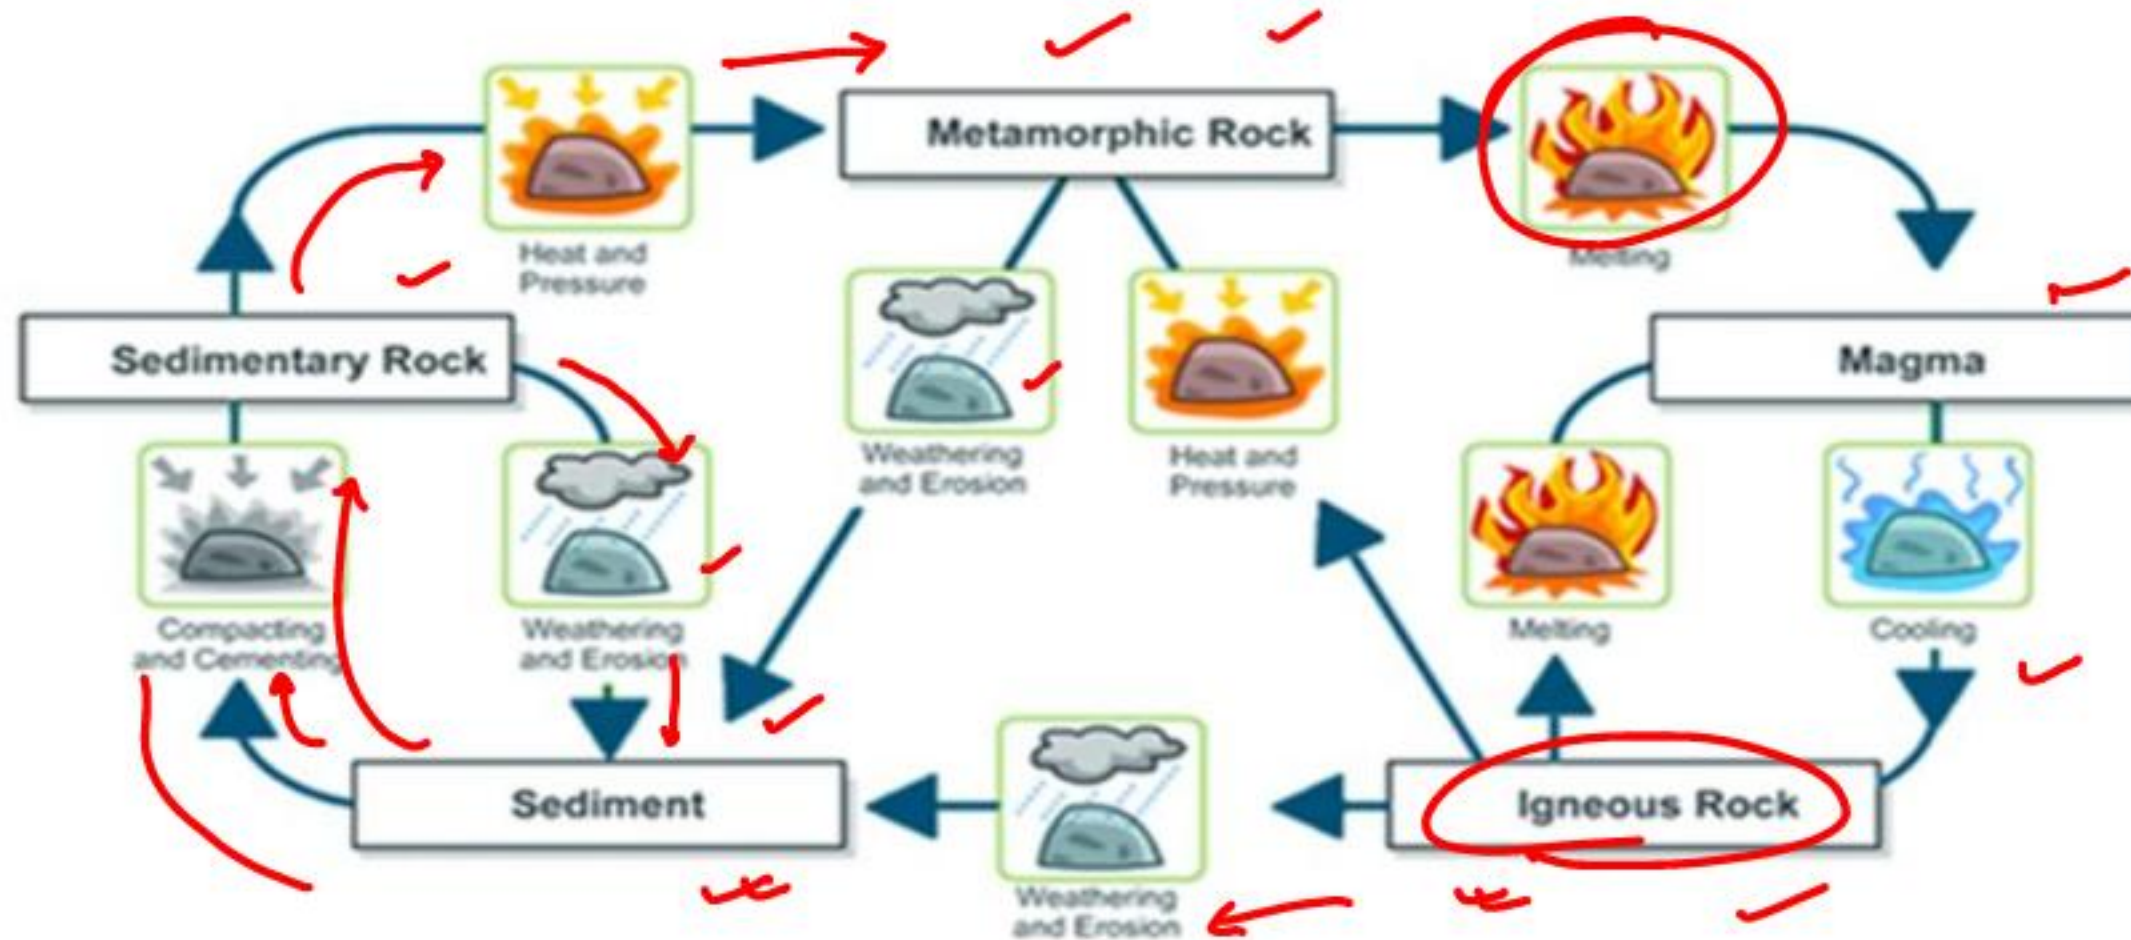 Metamorphic Rock
Heat and
Pressure
Melting
Sedimentary Rock
Magma
Weathering
and Erosion
Heat and
Pressure
Compacting
and Cementing
Weathering
and Erosion
Melting
Cooling
Sediment
Igneous Rock
Weathering
and Erosion